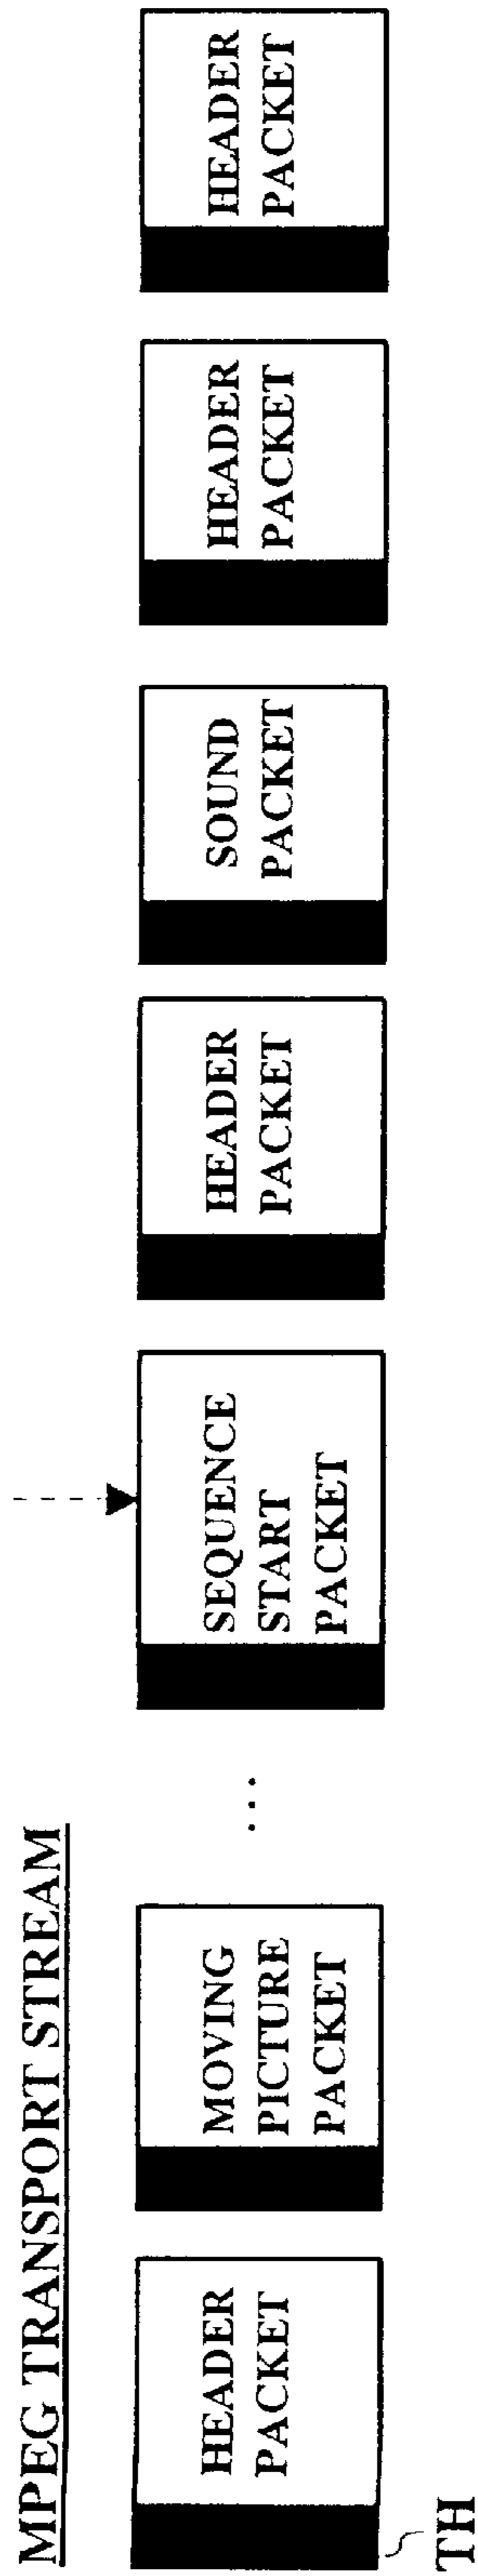 MPEG TRANSPORT STREAM
HEADER
PACKET
MOVING
PICTURE
PACKET
...
SEQUENCE
START
PACKET
HEADER
PACKET
SOUND
PACKET
HEADER
PACKET
HEADER
PACKET
TH